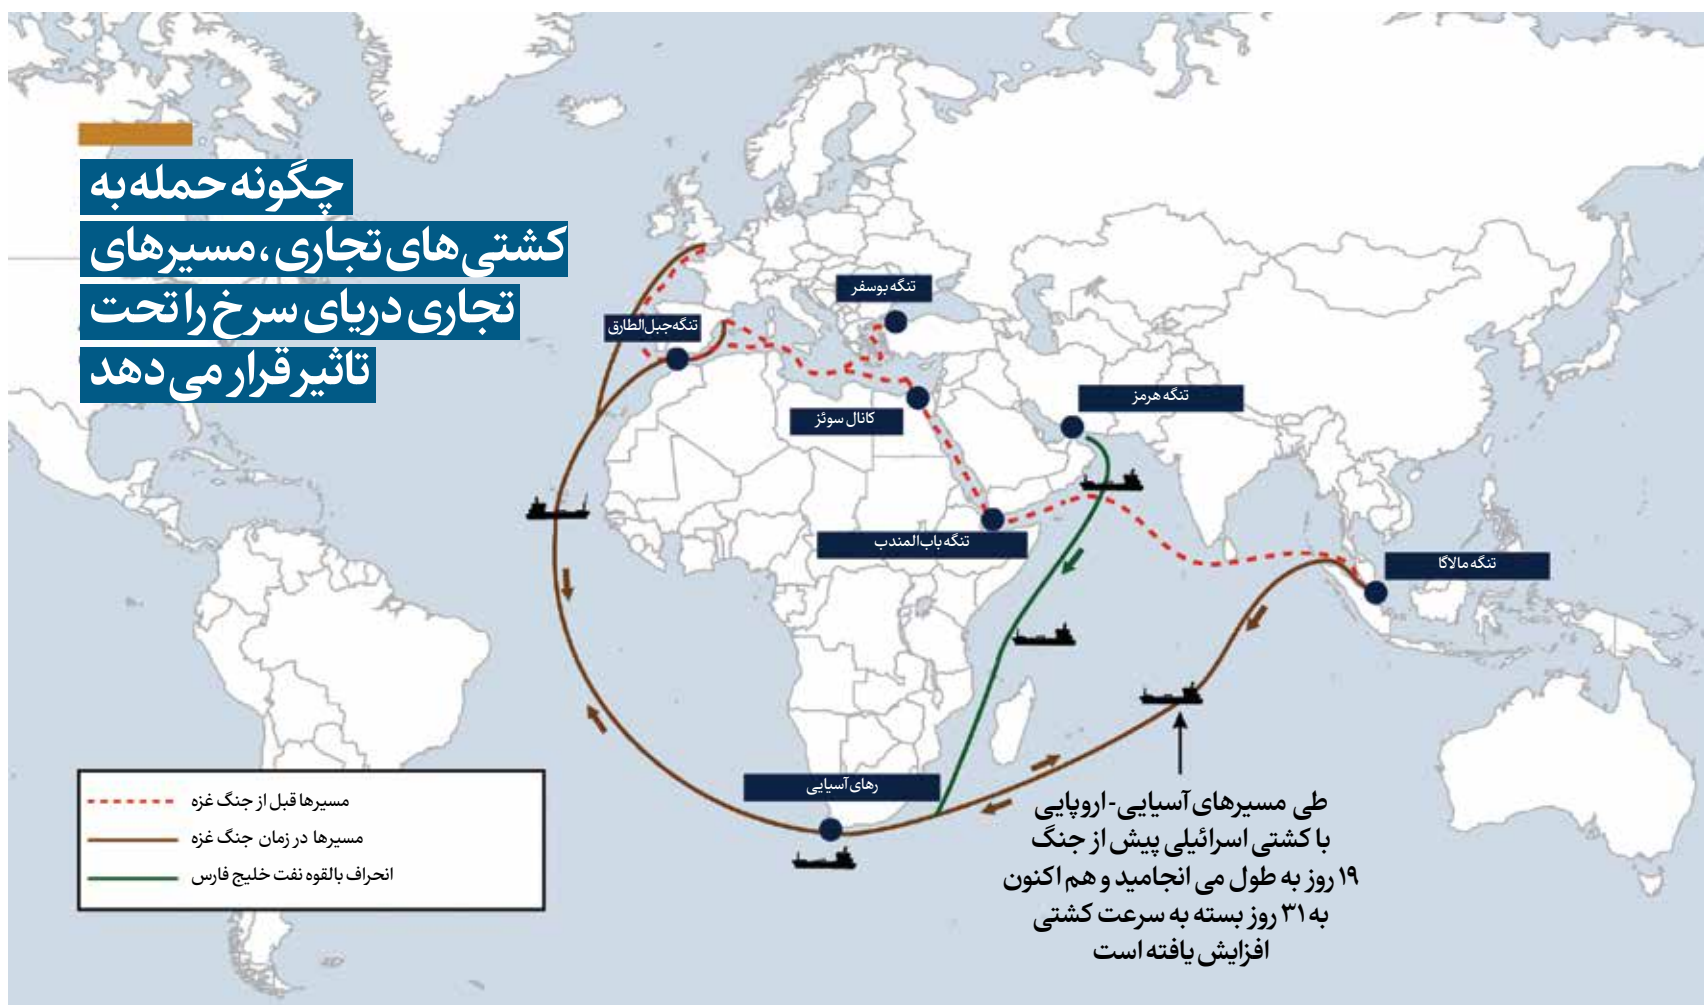 چگونه حمله به
کشتی‌های تجاری، مسیرهای
تجاری دریای سرخ را تحت
تاثیر قرار می‌دهد
تنگه بوسفر
تنگه جبل‌الطارق
تنگه هرمز
کانال سوئز
تنگه باب‌المندب
تنگه مالاگا
رهای آسیایی
طی مسیرهای آسیایی-اروپایی
با کشتی اسرائیلی پیش از جنگ
۱۹ روز به طول می انجامید و هم اکنون
به ۳۱ روز بسته به سرعت کشتی
افزایش یافته است
مسیرها قبل از جنگ غزه
مسیرها در زمان جنگ غزه
انحراف بالقوه نفت خلیج فارس